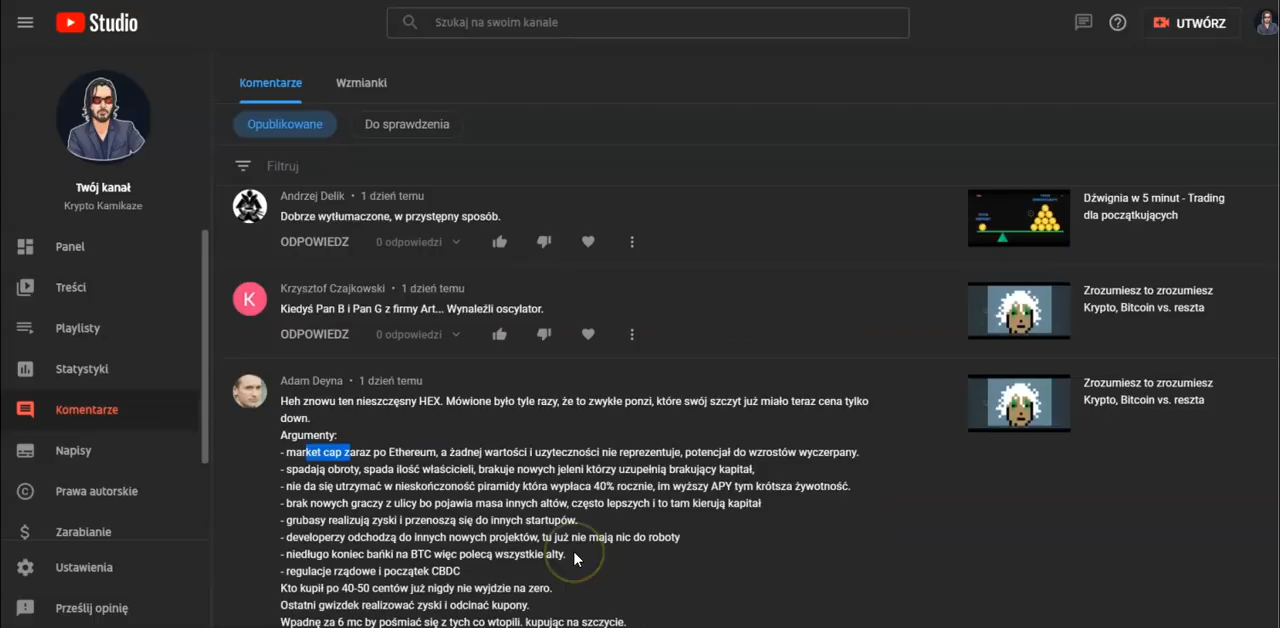 Studio
Szukaj na swoim kanale
UTWÓRZ
Twój kanał
Krypto Kamikaze
Panel
Treści
Playlisty
Statystyki
Komentarze
Napisy
Prawa autorskie
Zarabianie
Ustawienia
Prześlij opinię
Komentarze
Wzmianki
Opublikowane
Do sprawdzenia
Filtruj
Andrzej Delik • 1 dzień temu
Dobrze wytłumaczone, w przystępny sposób.
ODPOWIEDZ 0 odpowiedzi
Dźwignia w 5 minut - Trading
dla początkujących
K
Krzysztof Czajkowski • 1 dzień temu
Kiedyś Pan B i Pan G z firmy Art... Wynaleźli oscylator.
ODPOWIEDZ 0 odpowiedzi
Zrozumiesz to zrozumiesz
Krypto, Bitcoin vs. reszta
Adam Deyna • 1 dzień temu
Heh znowu ten nieszczęsny HEX. Mówione było tyle razy, że to zwykłe ponzi, które swój szczyt już miało teraz cena tylko
down.
Argumenty:
- market cap zaraz po Ethereum, a żadnej wartości i uzyteczności nie reprezentuje, potencjał do wzrostów wyczerpany.
- spadają obroty, spada ilość właścicieli, brakuje nowych jeleni którzy uzupełnią brakujący kapitał,
- nie da się utrzymać w nieskończoność piramidy która wypłaca 40% rocznie, im wyższy APY tym krótsza żywotność.
- brak nowych graczy z ulicy bo pojawia masa innych altów, często lepszych i to tam kierują kapitał
- grubasy realizują zyski i przenoszą się do innych startupów.
- developerzy odchodzą do innych nowych projektów, tu już nie mają nic do roboty
- niedługo koniec bańki na BTC więc polecą wszystkie alty.
- regulacje rządowe i początek CBDC
Kto kupił po 40-50 centów już nigdy nie wyjdzie na zero.
Ostatni gwizdek realizować zyski i odcinać kupony.
Wpadnę za 6 mc by pośmiać się z tych co wtopili. kupując na szczycie.
Zrozumiesz to zrozumiesz
Krypto, Bitcoin vs. reszta